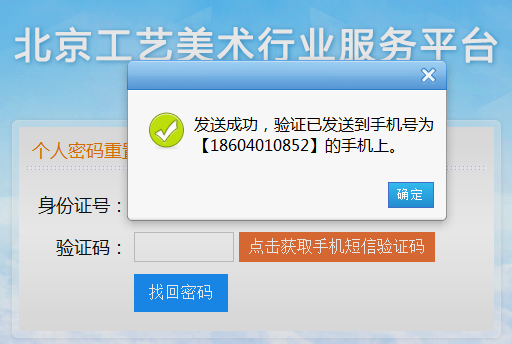 北京工艺美术行业服务平台
发送成功，验证已发送到手机号为
【18604010852】的手机上。
确定
个人密码重置
身份证号：
验证码：
点击获取手机短信验证码
找回密码